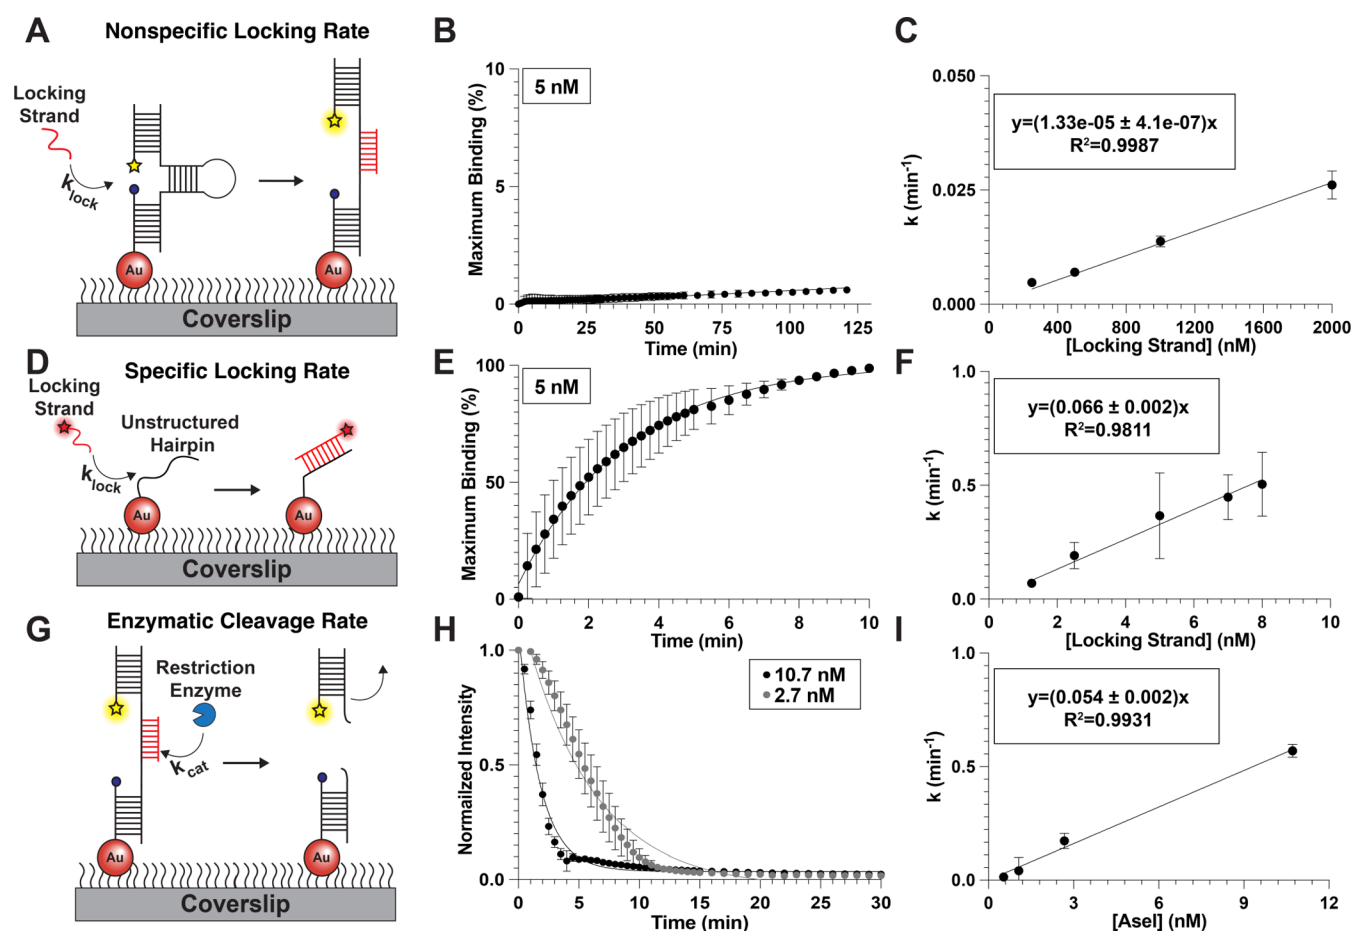 A
Nonspecific Locking Rate
Locking
Strand
klock
Au
Au
Coverslip
B
Maximum Binding (%)
10
5
0
5 nM
0 25 50 75 100 125
Time (min)
C
k (min-1)
0.050
0.025
0.000
y=(1.33e-05 ± 4.1e-07)x
R2=0.9987
0 400 800 1200 1600 2000
[Locking Strand] (nM)
D
Specific Locking Rate
Locking
Strand
Unstructured
Hairpin
klock
Au
Au
Coverslip
E
Maximum Binding (%)
100
50
0
5 nM
0 2 4 6 8 10
Time (min)
F
k (min-1)
1.0
0.5
0.0
y=(0.066 ± 0.002)x
R2=0.9811
0 2 4 6 8 10
[Locking Strand] (nM)
G
Enzymatic Cleavage Rate
Restriction
Enzyme
kcat
Au
Au
Coverslip
H
Normailzed Intensity
1.0
0.5
0.0
10.7 nM
2.7 nM
0 5 10 15 20 25 30
Time (min)
I
k (min-1)
1.0
0.5
0.0
y=(0.054 ± 0.002)x
R2=0.9931
0 3 6 9 12
[AseI] (nM)